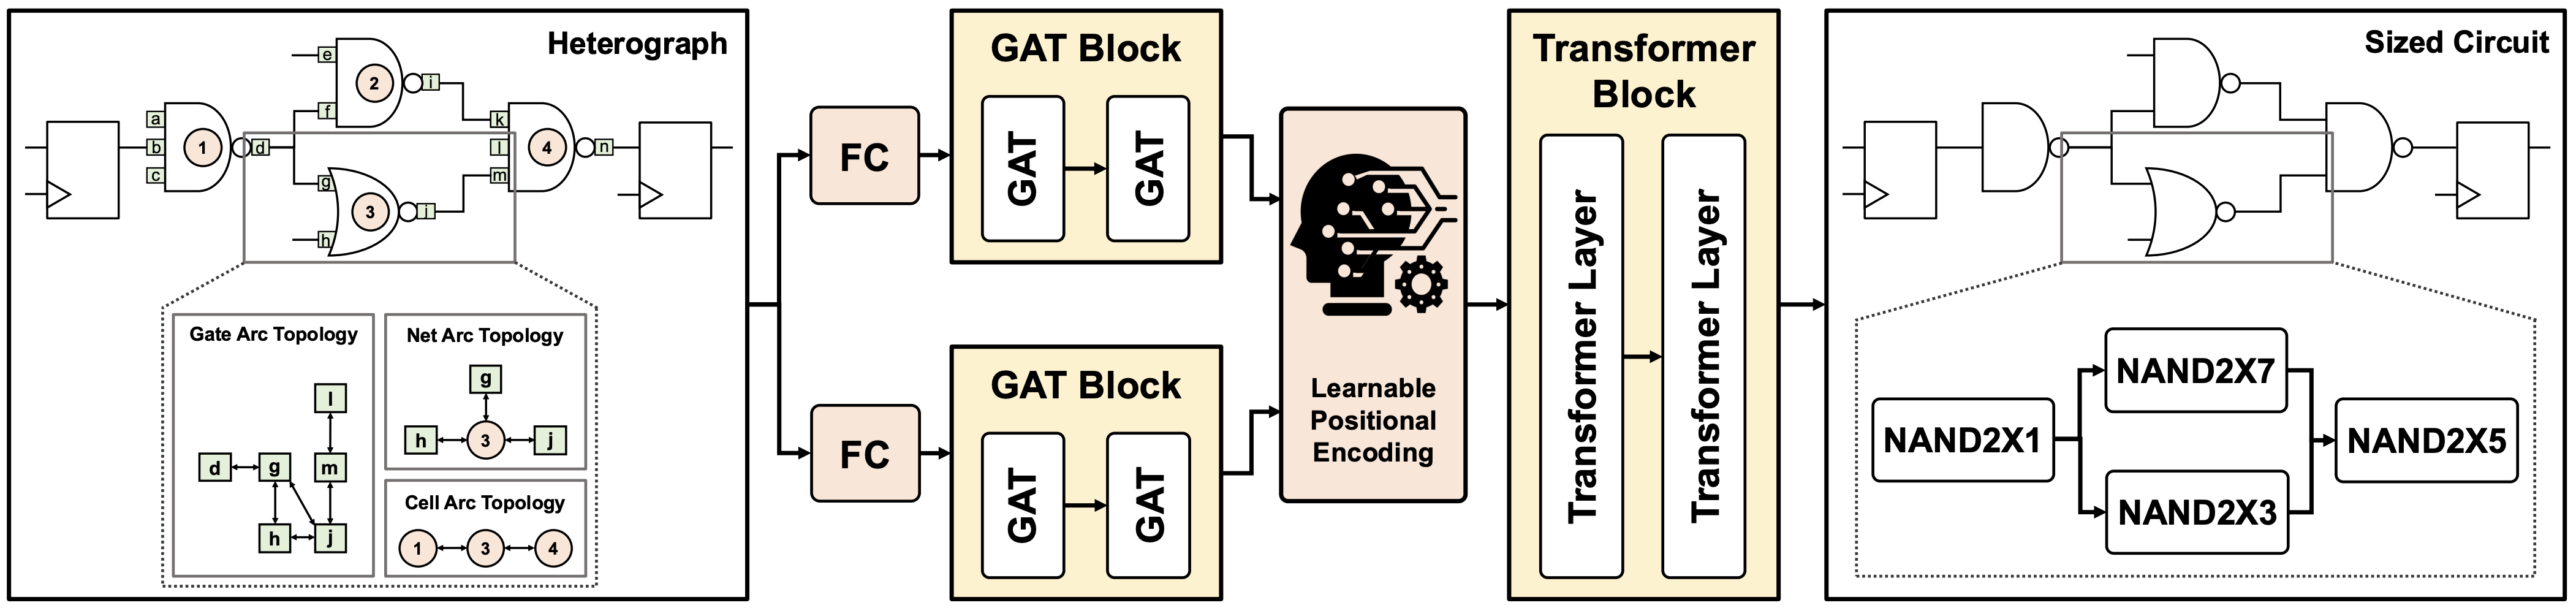 Heterograph
e
2
i
a
f
k
b
1
d
l
4
n
c
g
m
3
j
h
Gate Arc Topology
l
d
g
m
h
j
Net Arc Topology
g
h
3
j
Cell Arc Topology
1
3
4
FC
FC
GAT Block
GAT
GAT
GAT Block
GAT
GAT
Learnable
Positional
Encoding
Transformer
Block
Transformer Layer
Transformer Layer
Sized Circuit
NAND2X7
NAND2X1
NAND2X5
NAND2X3